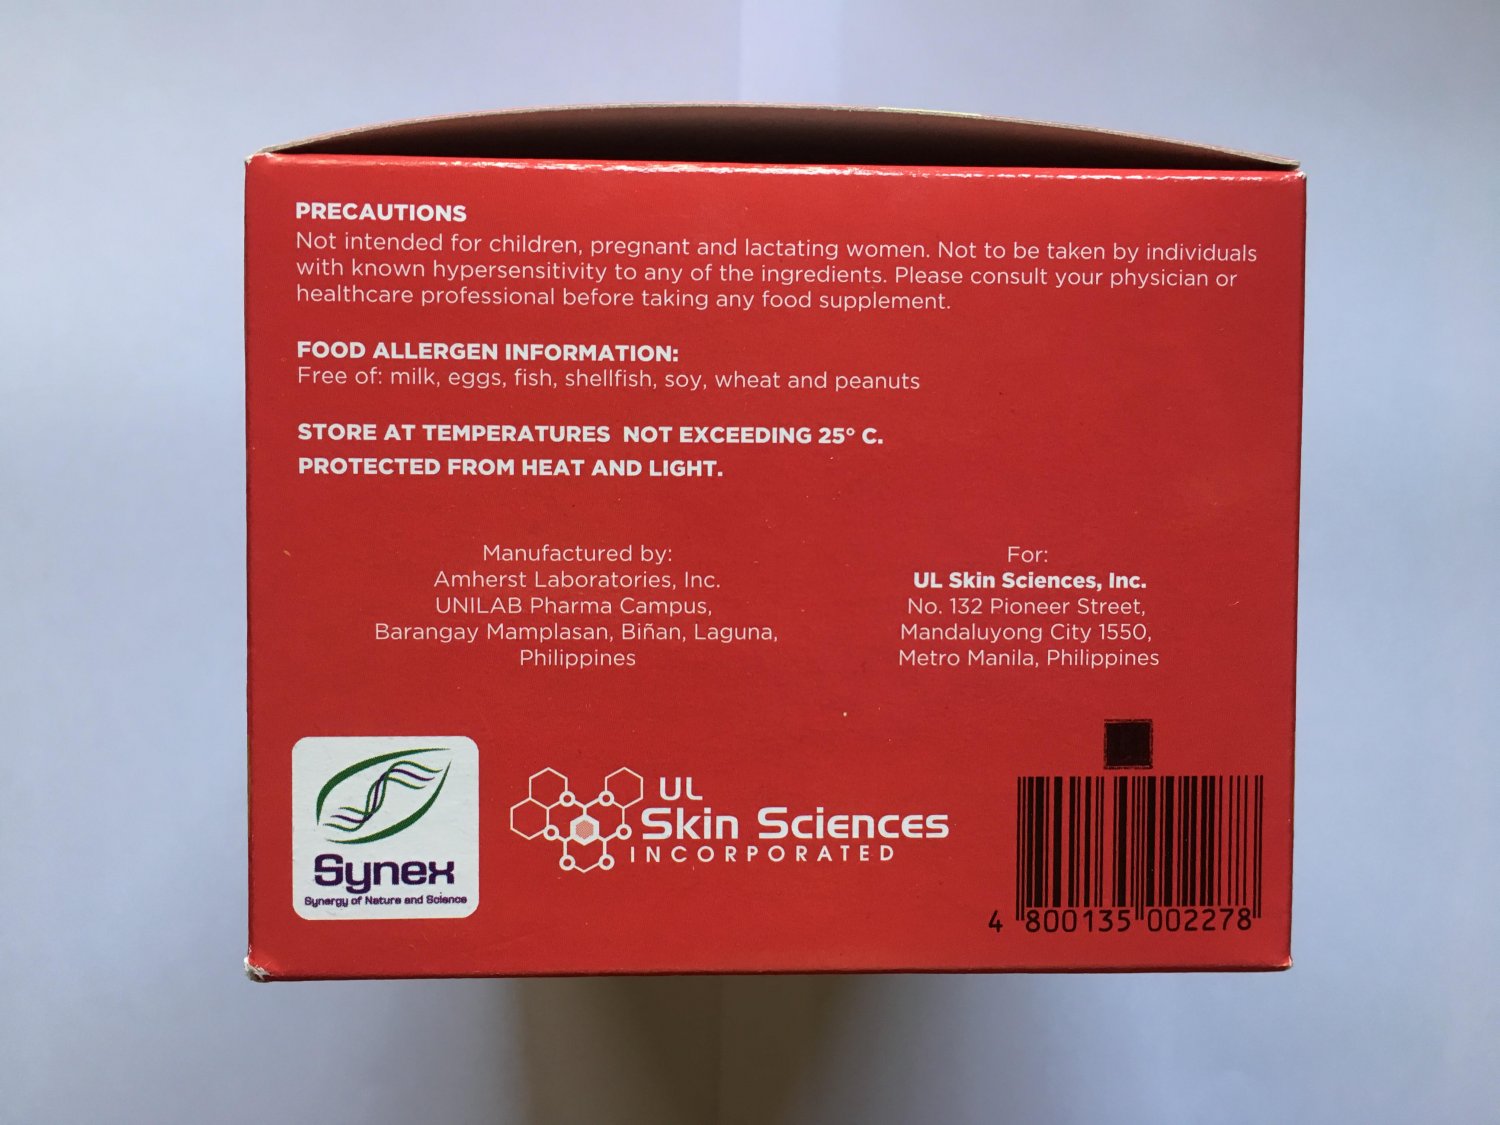 PRECAUTIONS
Not intended for children, pregnant and lactating women. Not to be taken by individuals
with known hypersensitivity to any of the ingredients. Please consult your physician or
healthcare professional before taking any food supplement.
FOOD ALLERGEN INFORMATION:
Free of: milk, eggs, fish, shellfish, soy, wheat and peanuts
STORE AT TEMPERATURES NOT EXCEEDING 25° C.
PROTECTED FROM HEAT AND LIGHT.
Manufactured by:
Amherst Laboratories, Inc.
UNILAB Pharma Campus,
Barangay Mamplasan, Biñan, Laguna,
Philippines
For:
UL Skin Sciences, Inc.
No. 132 Pioneer Street,
Mandaluyong City 1550,
Metro Manila, Philippines
Synex
Synergy of Nature and Science
UL
Skin Sciences
INCORPORATED
4 800135 002278